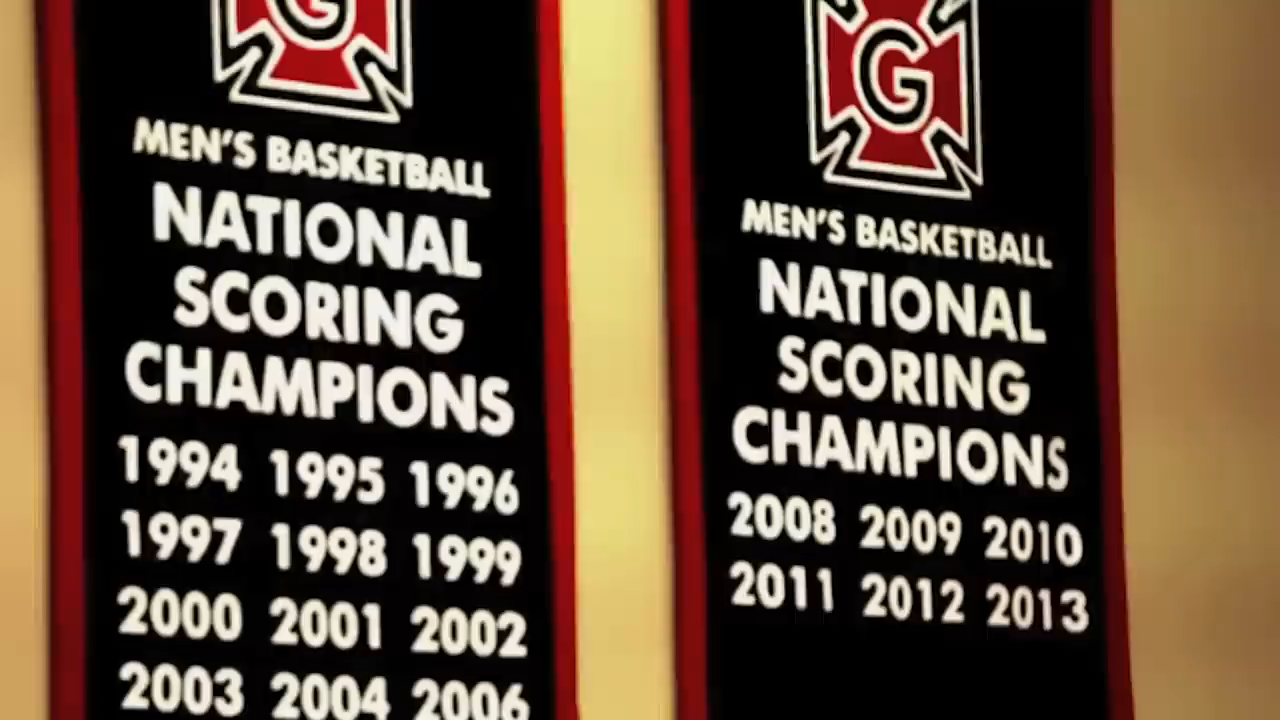 G
MEN'S BASKETBALL
NATIONAL
SCORING
CHAMPIONS
1994 1995 1996
1997 1998 1999
2000 2001 2002
2003 2004 2006
G
MEN'S BASKETBALL
NATIONAL
SCORING
CHAMPIONS
2008 2009 2010
2011 2012 2013